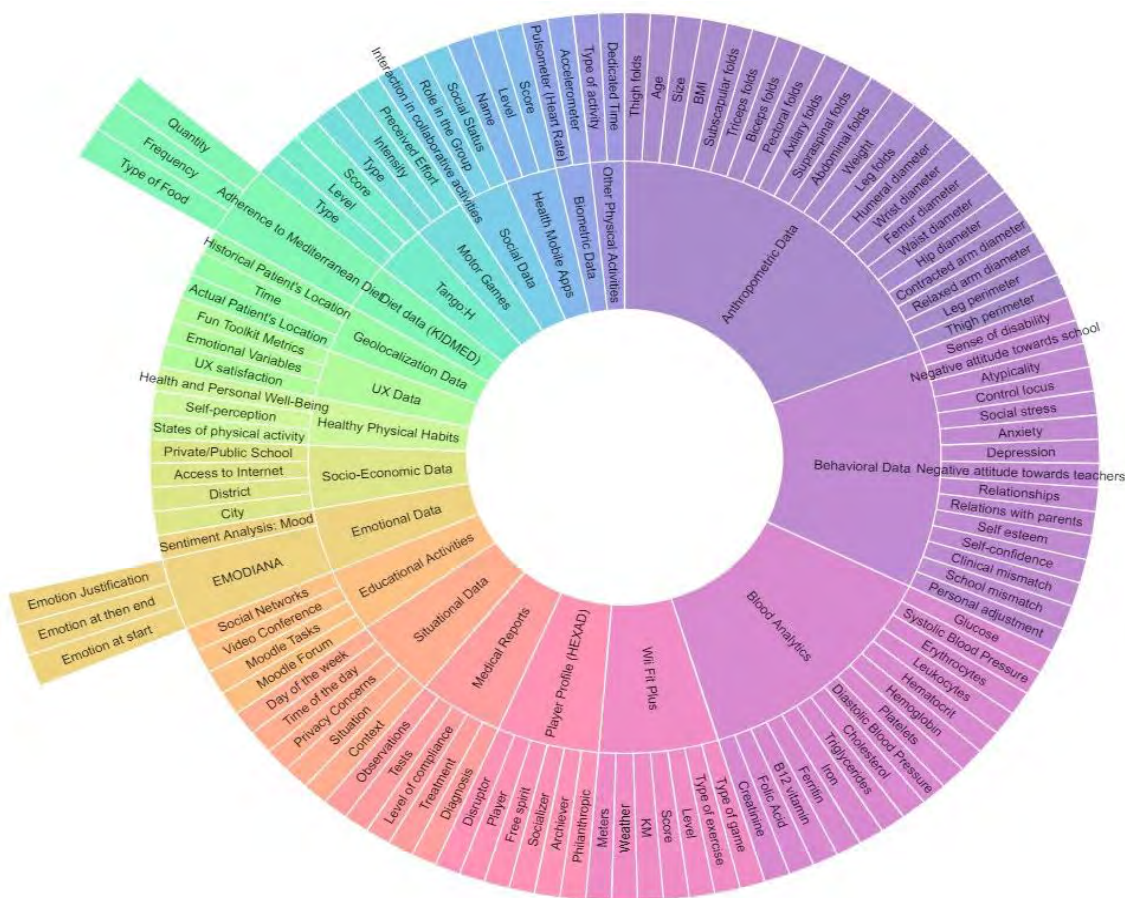 Anthropometric Data
Thigh folds
Age
Size
BMI
Subscapular folds
Triceps folds
Biceps folds
Pectoral folds
Axilary folds
Supraspinal folds
Abdominal folds
Weight
Leg folds
Humeral diameter
Wrist diameter
Femur diameter
Waist diameter
Hip diameter
Contracted arm diameter
Relaxed arm diameter
Leg perimeter
Thigh perimeter
Behavioral Data
Sense of disability
Negative attitude towards school
Atypicality
Control locus
Social stress
Anxiety
Depression
Negative attitude towards teachers
Relationships
Relations with parents
Self esteem
Self-confidence
Clinical mismatch
School mismatch
Personal adjustment
Blood Analytics
Glucose
Systolic Blood Pressure
Erythrocytes
Leukocytes
Hematocrit
Hemoglobin
Platelets
Diastolic Blood Pressure
Cholesterol
Triglycerides
Iron
Ferritin
B12 vitamin
Folic Acid
Creatinine
Wii Fit Plus
Type of game
Type of exercise
Level
Score
KM
Weather
Meters
Player Profile (HEXAD)
Philanthropic
Archiever
Socializer
Free spirit
Player
Disruptor
Medical Reports
Diagnosis
Treatment
Level of compliance
Tests
Observations
Situational Data
Context
Situation
Privacy Concerns
Time of the day
Day of the week
Educational Activities
Moodle Forum
Moodle Tasks
Video Conference
Social Networks
Emotional Data
EMODIANA
Emotion at start
Emotion at then end
Emotion Justification
Sentiment Analysis: Mood
Socio-Economic Data
City
District
Access to Internet
Private/Public School
Healthy Physical Habits
States of physical activity
Self-perception
Health and Personal Well-Being
UX Data
UX satisfaction
Emotional Variables
Fun Toolkit Metrics
Geolocalization Data
Actual Patient's Location
Time
Historical Patient's Location
Diet data (KIDMED)
Adherence to Mediterranean Diet
Type of Food
Frequency
Quantity
Tango:H
Type
Level
Score
Motor Games
Type
Intensity
Perceived Effort
Social Data
Interaction in collaborative activities
Role in the Group
Social Status
Health Mobile Apps
Name
Level
Score
Biometric Data
Pulsometer (Heart Rate)
Accelerometer
Other Physical Activities
Type of activity
Dedicated Time